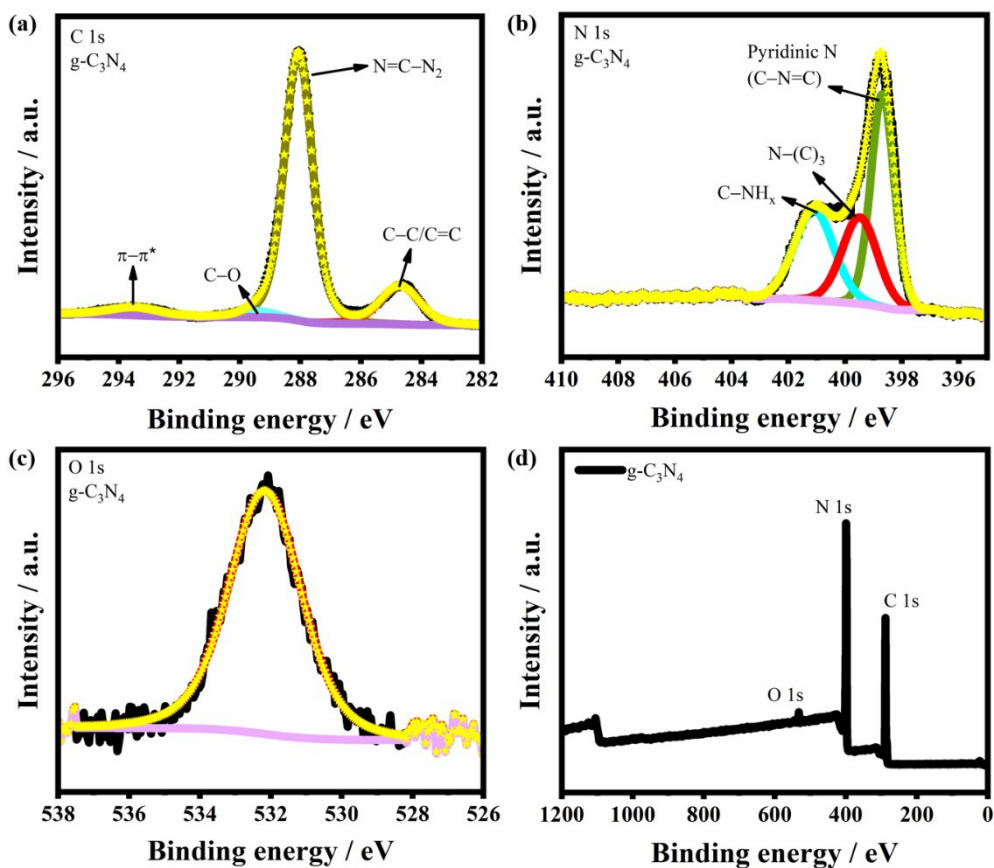 (a)
C 1s
g-C₃N₄
N=C–N₂
π–π*
C–O
C–C/C=C
Intensity / a.u.
296 294 292 290 288 286 284 282
Binding energy / eV
(b)
N 1s
g-C₃N₄
Pyridinic N
(C–N=C)
N–(C)₃
C–NHₓ
Intensity / a.u.
410 408 406 404 402 400 398 396
Binding energy / eV
(c)
O 1s
g-C₃N₄
Intensity / a.u.
538 536 534 532 530 528 526
Binding energy / eV
(d)
g-C₃N₄
N 1s
C 1s
O 1s
Intensity / a.u.
1200 1000 800 600 400 200 0
Binding energy / eV